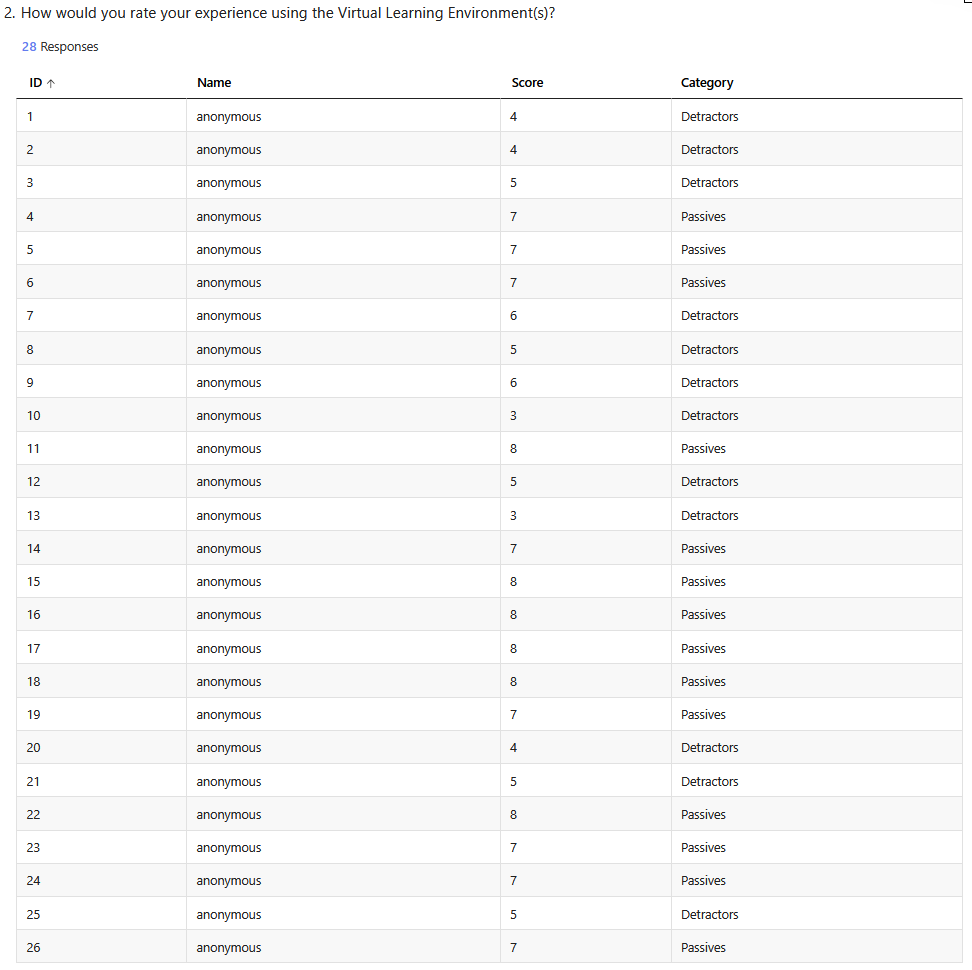 2. How would you rate your experience using the Virtual Learning Environment(s)?
28 Responses
ID ↑ Name Score Category
1 anonymous 4 Detractors
2 anonymous 4 Detractors
3 anonymous 5 Detractors
4 anonymous 7 Passives
5 anonymous 7 Passives
6 anonymous 7 Passives
7 anonymous 6 Detractors
8 anonymous 5 Detractors
9 anonymous 6 Detractors
10 anonymous 3 Detractors
11 anonymous 8 Passives
12 anonymous 5 Detractors
13 anonymous 3 Detractors
14 anonymous 7 Passives
15 anonymous 8 Passives
16 anonymous 8 Passives
17 anonymous 8 Passives
18 anonymous 8 Passives
19 anonymous 7 Passives
20 anonymous 4 Detractors
21 anonymous 5 Detractors
22 anonymous 8 Passives
23 anonymous 7 Passives
24 anonymous 7 Passives
25 anonymous 5 Detractors
26 anonymous 7 Passives